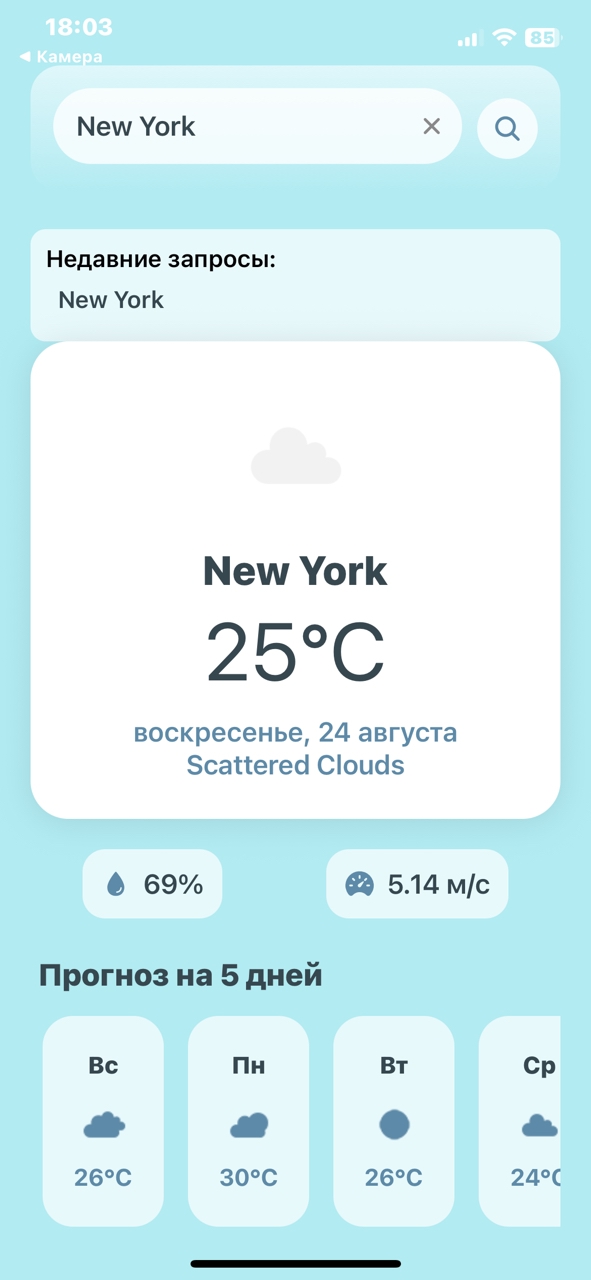 18:03
85
◀ Камера
New York
Недавние запросы:
New York
New York
25°C
воскресенье, 24 августа
Scattered Clouds
69%
5.14 м/с
Прогноз на 5 дней
Вс
Пн
Вт
Ср
26°C
30°C
26°C
24°C